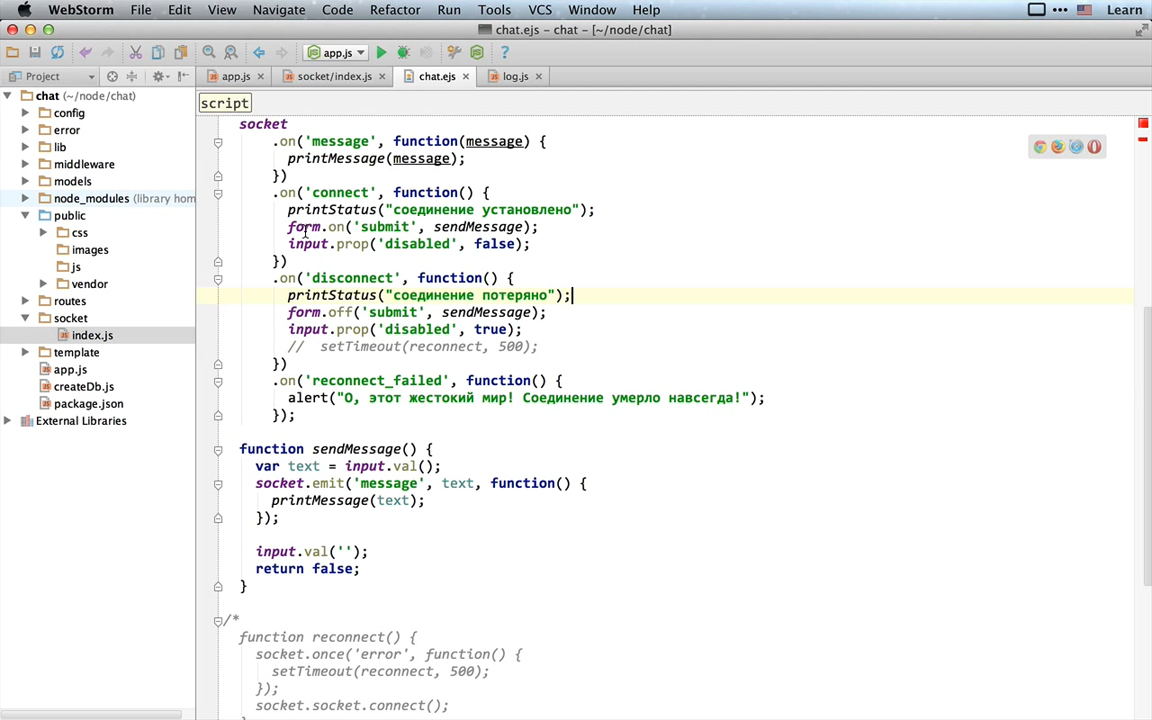 WebStorm File Edit View Navigate Code Refactor Run Tools VCS Window Help Learn
chat.ejs – chat – [~/node/chat]
app.js
Project app.js socket/index.js chat.ejs log.js
chat (~/node/chat)
config
error
lib
middleware
models
node_modules (library hom
public
css
images
js
vendor
routes
socket
index.js
template
app.js
createDb.js
package.json
External Libraries
script
socket
.on('message', function(message) {
printMessage(message);
})
.on('connect', function() {
printStatus("соединение установлено");
form.on('submit', sendMessage);
input.prop('disabled', false);
})
.on('disconnect', function() {
printStatus("соединение потеряно");
form.off('submit', sendMessage);
input.prop('disabled', true);
// setTimeout(reconnect, 500);
})
.on('reconnect_failed', function() {
alert("О, этот жестокий мир! Соединение умерло навсегда!");
});
function sendMessage() {
var text = input.val();
socket.emit('message', text, function() {
printMessage(text);
});
input.val('');
return false;
}
/*
function reconnect() {
socket.once('error', function() {
setTimeout(reconnect, 500);
});
socket.socket.connect();